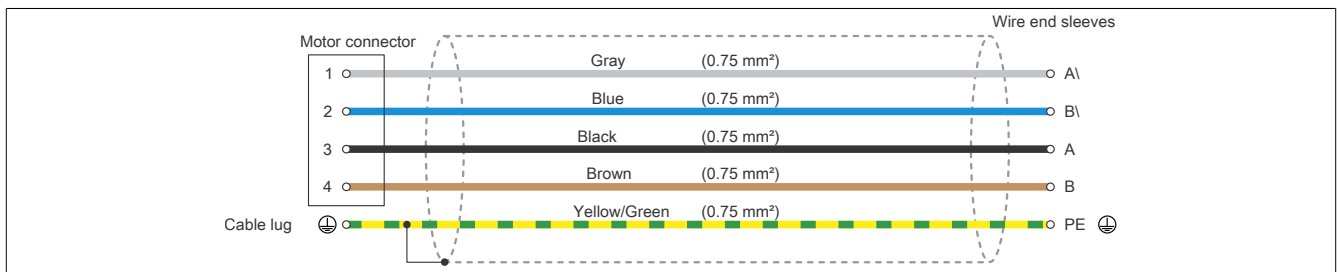 Wire end sleeves
Motor connector
1 Gray (0.75 mm²) A\
2 Blue (0.75 mm²) B\
3 Black (0.75 mm²) A
4 Brown (0.75 mm²) B
Cable lug Yellow/Green (0.75 mm²) PE